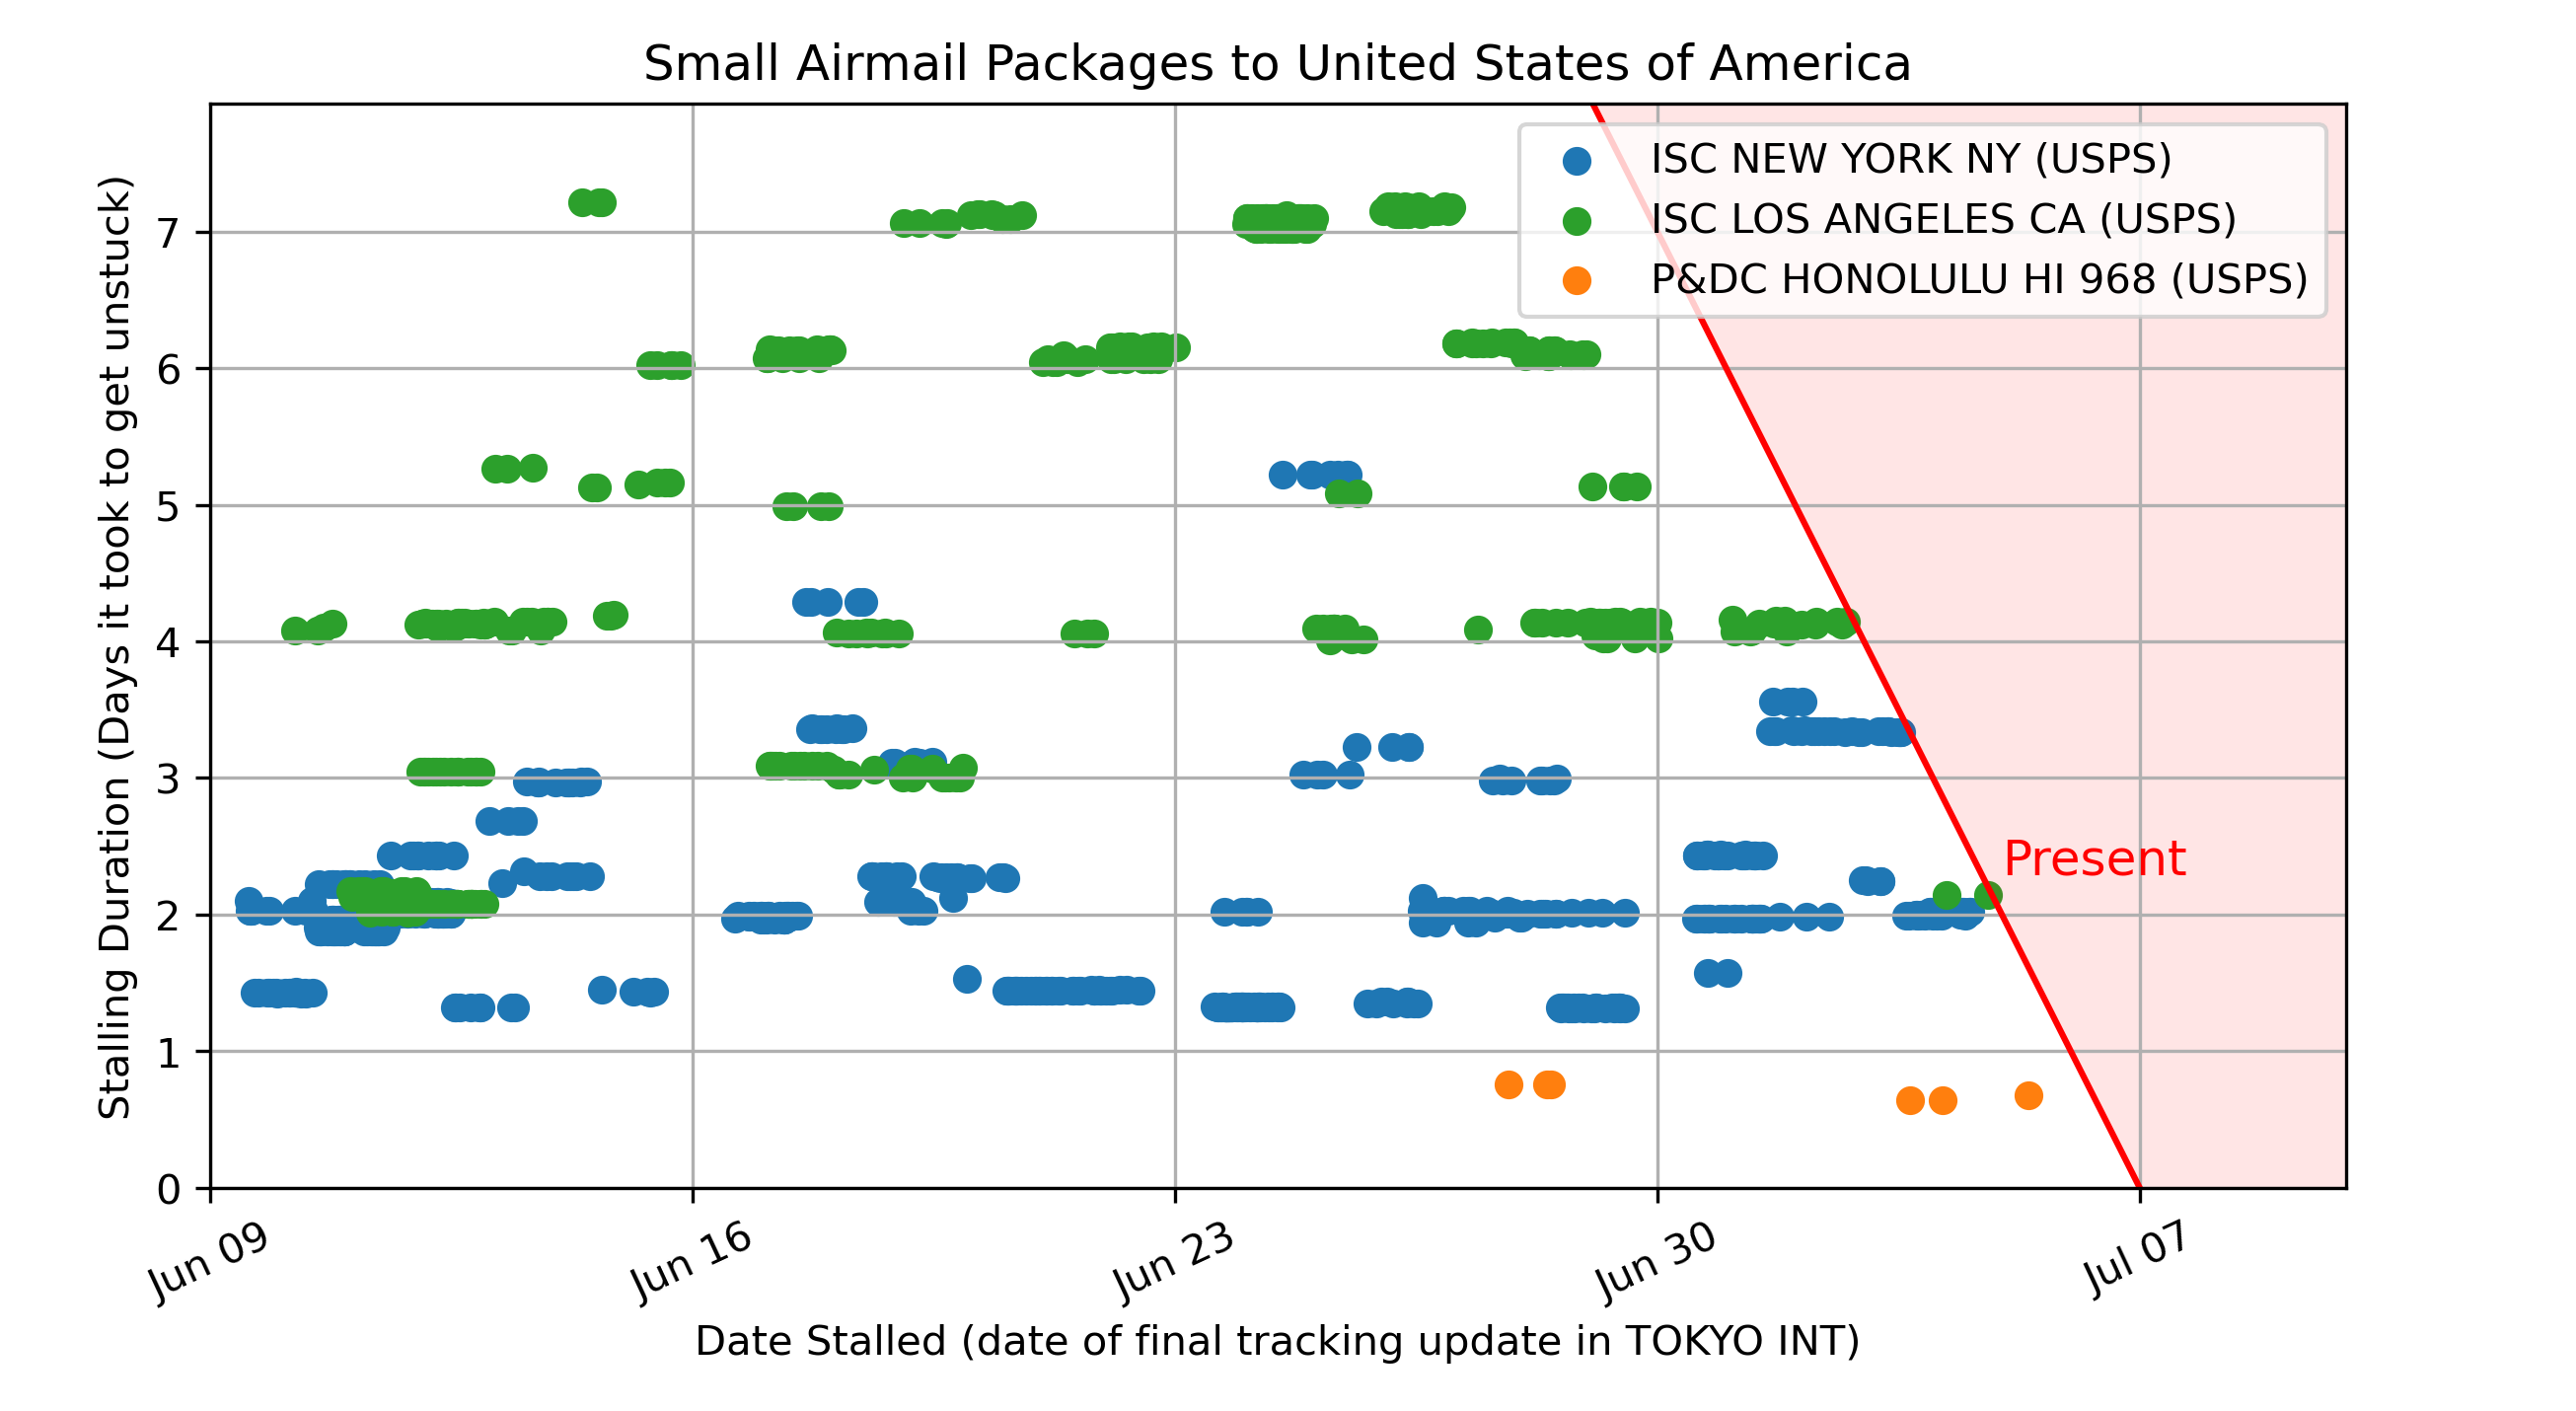 Small Airmail Packages to United States of America
ISC NEW YORK NY (USPS)
ISC LOS ANGELES CA (USPS)
P&DC HONOLULU HI 968 (USPS)
Stalling Duration (Days it took to get unstuck)
7
6
5
4
3
2
1
0
Present
Jun 09
Jun 16
Jun 23
Jun 30
Jul 07
Date Stalled (date of final tracking update in TOKYO INT)